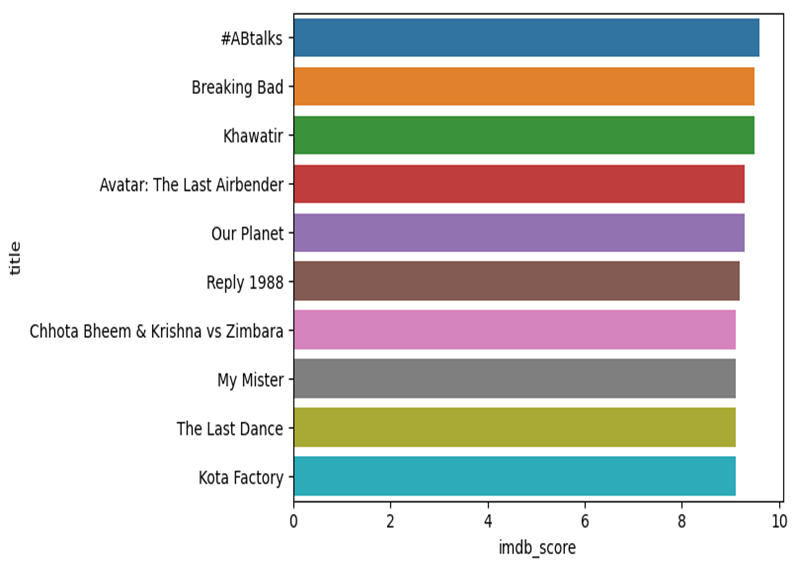 #ABtalks
Breaking Bad
Khawatir
Avatar: The Last Airbender
Our Planet
Reply 1988
Chhota Bheem & Krishna vs Zimbara
My Mister
The Last Dance
Kota Factory
title
0 2 4 6 8 10
imdb_score